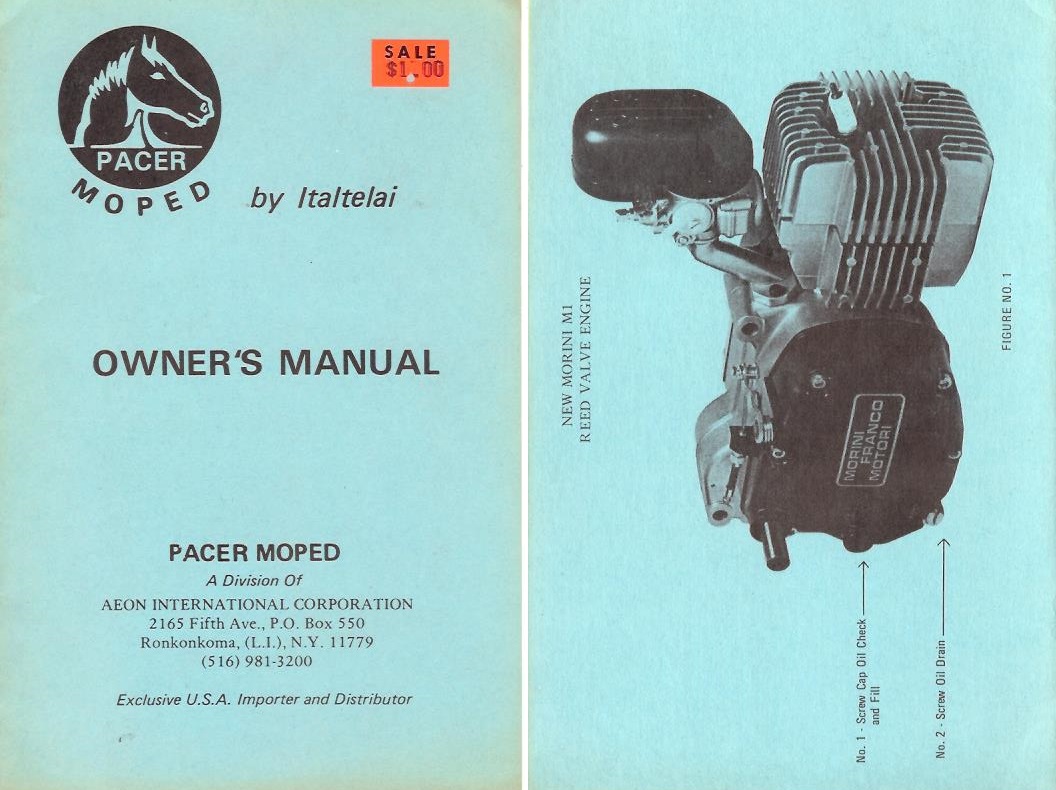 SALE
$1.00
PACER
MOPED
by Italtelai
OWNER'S MANUAL
PACER MOPED
A Division Of
AEON INTERNATIONAL CORPORATION
2165 Fifth Ave., P.O. Box 550
Ronkonkoma, (L.I.), N.Y. 11779
(516) 981-3200
Exclusive U.S.A. Importer and Distributor
NEW MORINI M1
REED VALVE ENGINE
MORINI
FRANCO
MOTORI
No. 1 - Screw Cap Oil Check
and Fill
No. 2 - Screw Oil Drain
FIGURE NO. 1